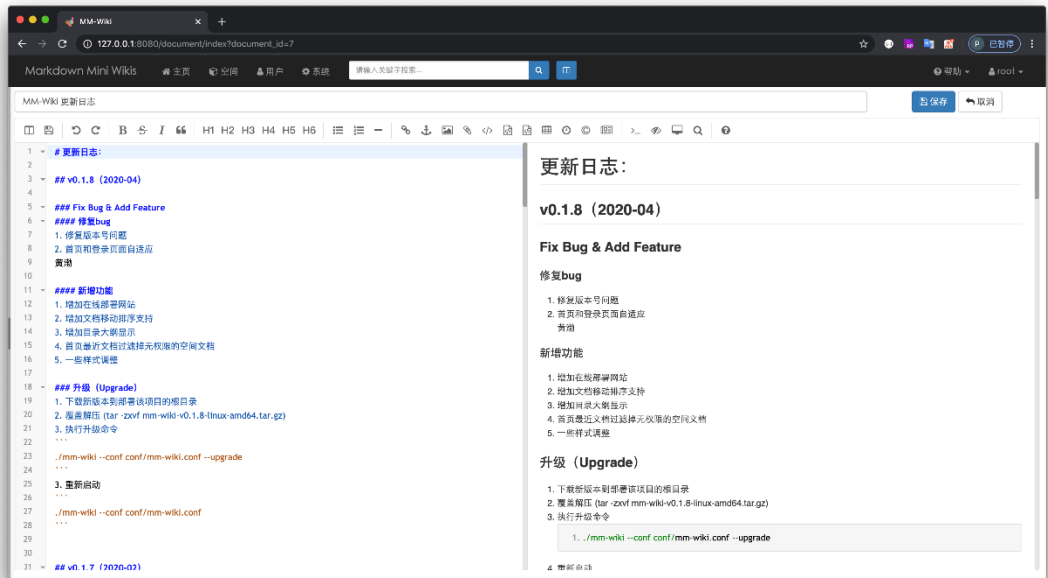 MM-Wiki
127.0.0.1:8080/document/index?document_id=7
已暂停
Markdown Mini Wikis 主页 空间 用户 系统 请输入关键字搜索... 帮助 root
MM-Wiki 更新日志 保存 取消
B S I H1 H2 H3 H4 H5 H6
1 # 更新日志：
2
3 ## v0.1.8（2020-04）
4
5 ### Fix Bug & Add Feature
6 #### 修复bug
7 1. 修复版本号问题
8 2. 首页和登录页面自适应
9 黄渤
10
11 #### 新增功能
12 1. 增加在线部署网站
13 2. 增加文档移动排序支持
14 3. 增加目录大纲显示
15 4. 首页最近文档过滤掉无权限的空间文档
16 5. 一些样式调整
17
18 ### 升级（Upgrade）
19 1. 下载新版本到部署该项目的根目录
20 2. 覆盖解压 (tar -zxvf mm-wiki-v0.1.8-linux-amd64.tar.gz)
21 3. 执行升级命令
22 ```
23 ./mm-wiki --conf conf/mm-wiki.conf --upgrade
24 ```
25 3. 重新启动
26 ```
27 ./mm-wiki --conf conf/mm-wiki.conf
28 ```
29
30
31 ## v0.1.7（2020-02）
更新日志：
v0.1.8（2020-04）
Fix Bug & Add Feature
修复bug
1. 修复版本号问题
2. 首页和登录页面自适应
黄渤
新增功能
1. 增加在线部署网站
2. 增加文档移动排序支持
3. 增加目录大纲显示
4. 首页最近文档过滤掉无权限的空间文档
5. 一些样式调整
升级（Upgrade）
1. 下载新版本到部署该项目的根目录
2. 覆盖解压 (tar -zxvf mm-wiki-v0.1.8-linux-amd64.tar.gz)
3. 执行升级命令
1. ./mm-wiki --conf conf/mm-wiki.conf --upgrade
4. 重新启动